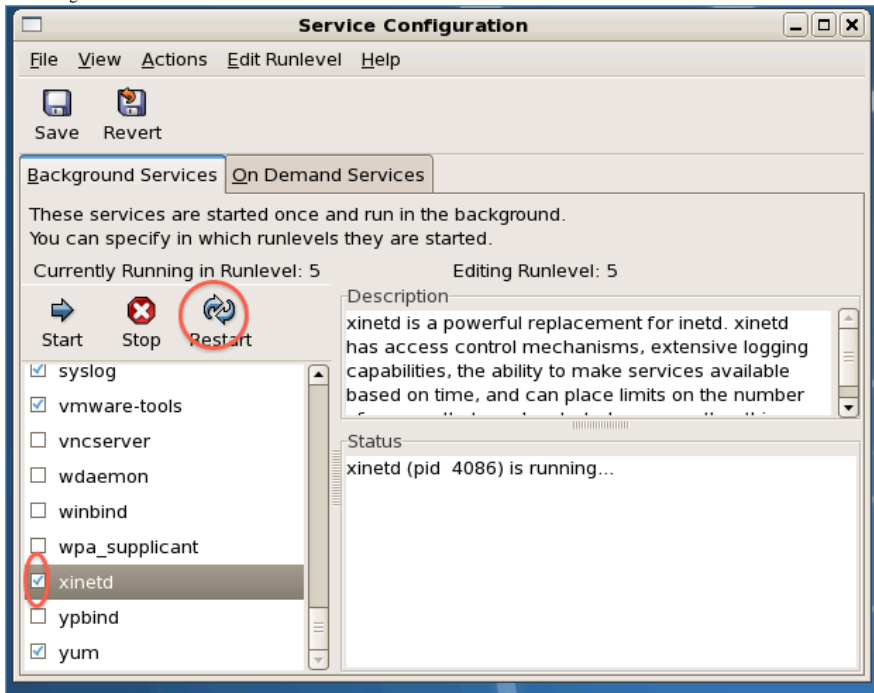 Service Configuration
File View Actions Edit Runlevel Help
Save Revert
Background Services On Demand Services
These services are started once and run in the background.
You can specify in which runlevels they are started.
Currently Running in Runlevel: 5 Editing Runlevel: 5
Start Stop Restart
Description
xinetd is a powerful replacement for inetd. xinetd
has access control mechanisms, extensive logging
capabilities, the ability to make services available
based on time, and can place limits on the number
syslog
vmware-tools
vncserver
wdaemon
winbind
wpa_supplicant
xinetd
ypbind
yum
Status
xinetd (pid 4086) is running...